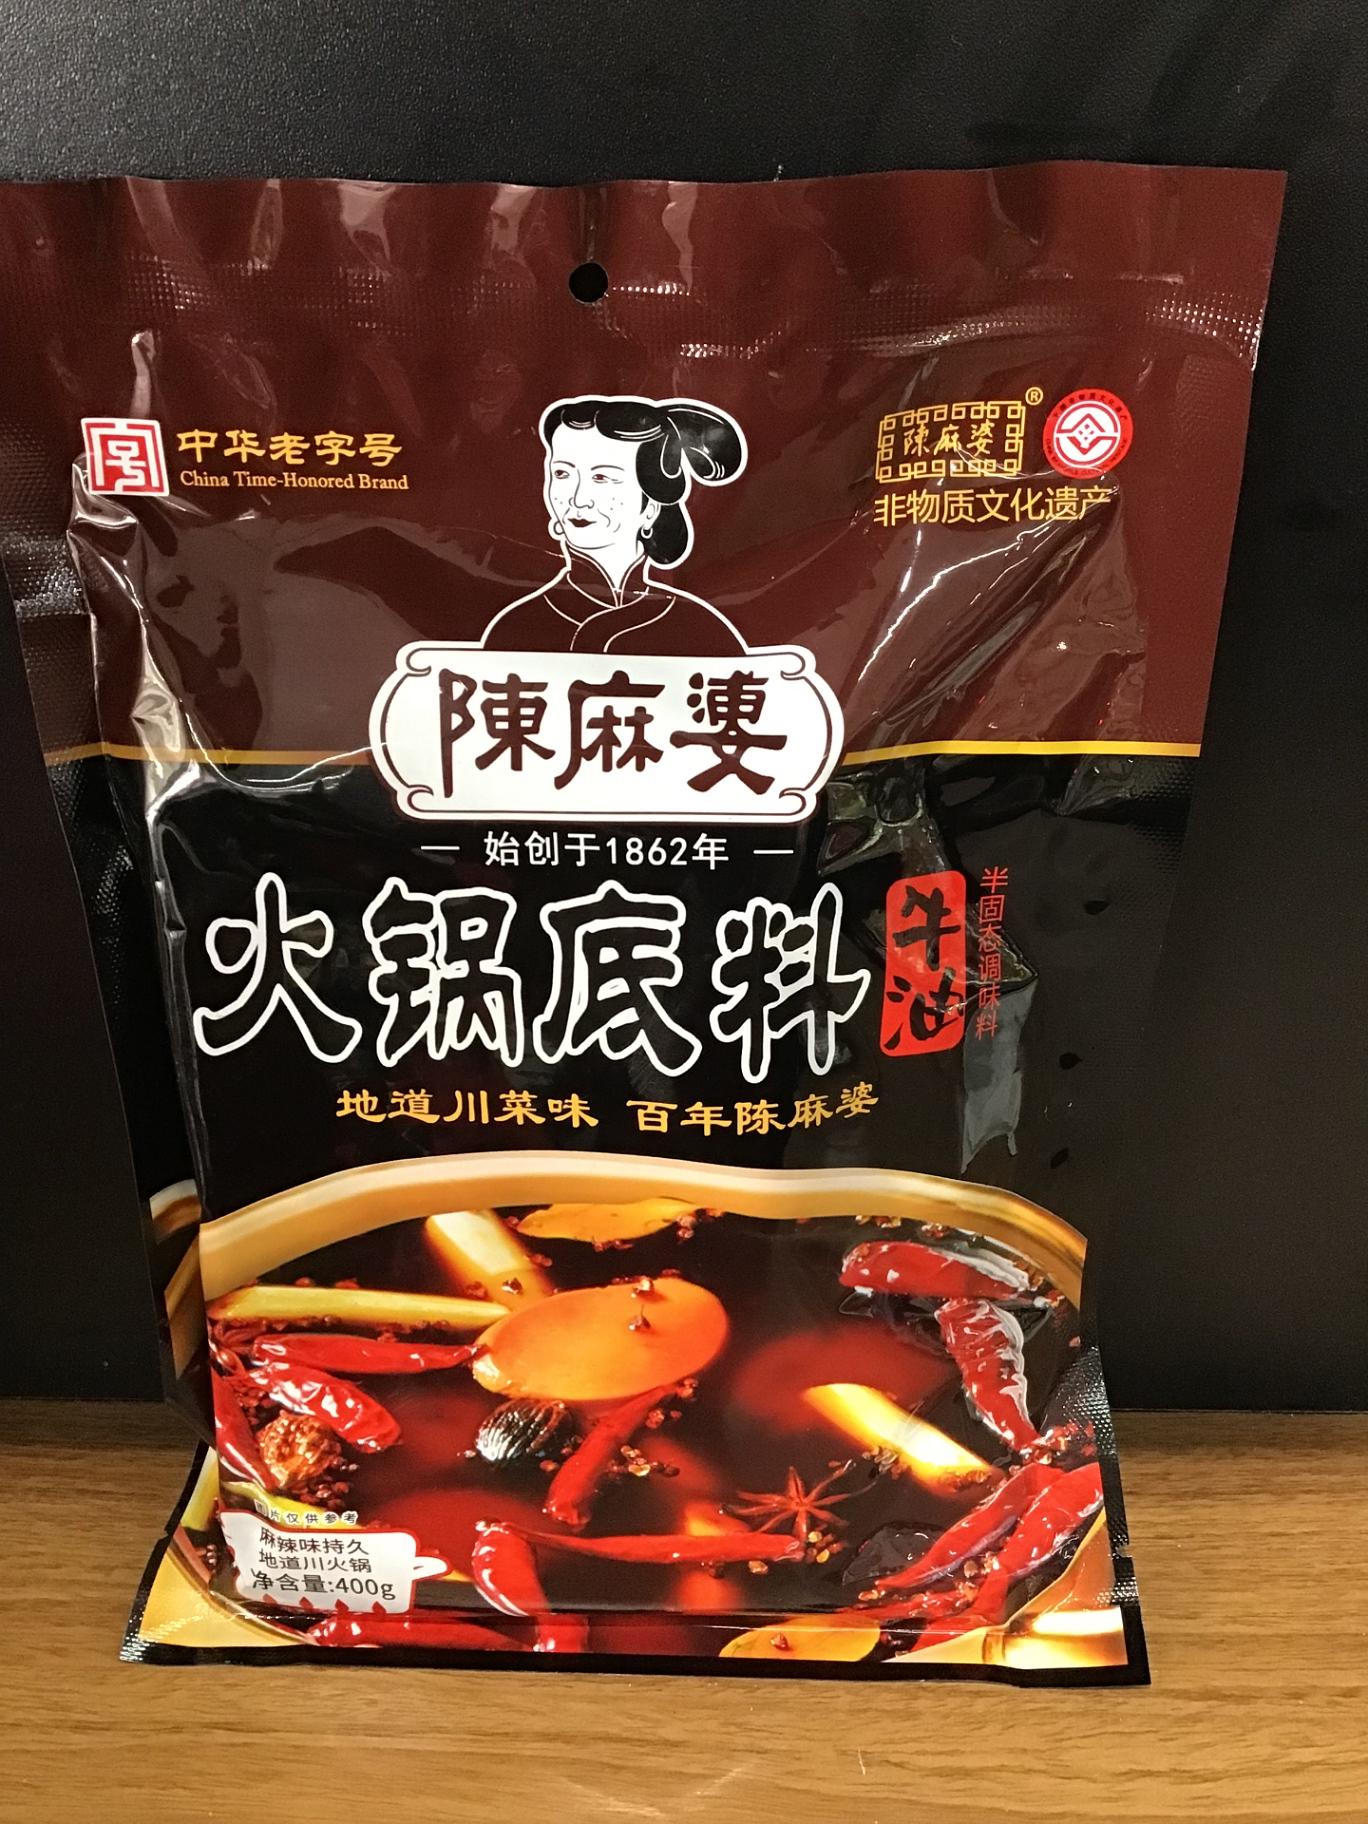 中华老字号
China Time-Honored Brand
陳麻婆®
非物质文化遗产
陳麻婆
始创于1862年
火锅底料
牛油
半固态调味料
地道川菜味 百年陈麻婆
图片仅供参考
麻辣味持久
地道川火锅
净含量:400g